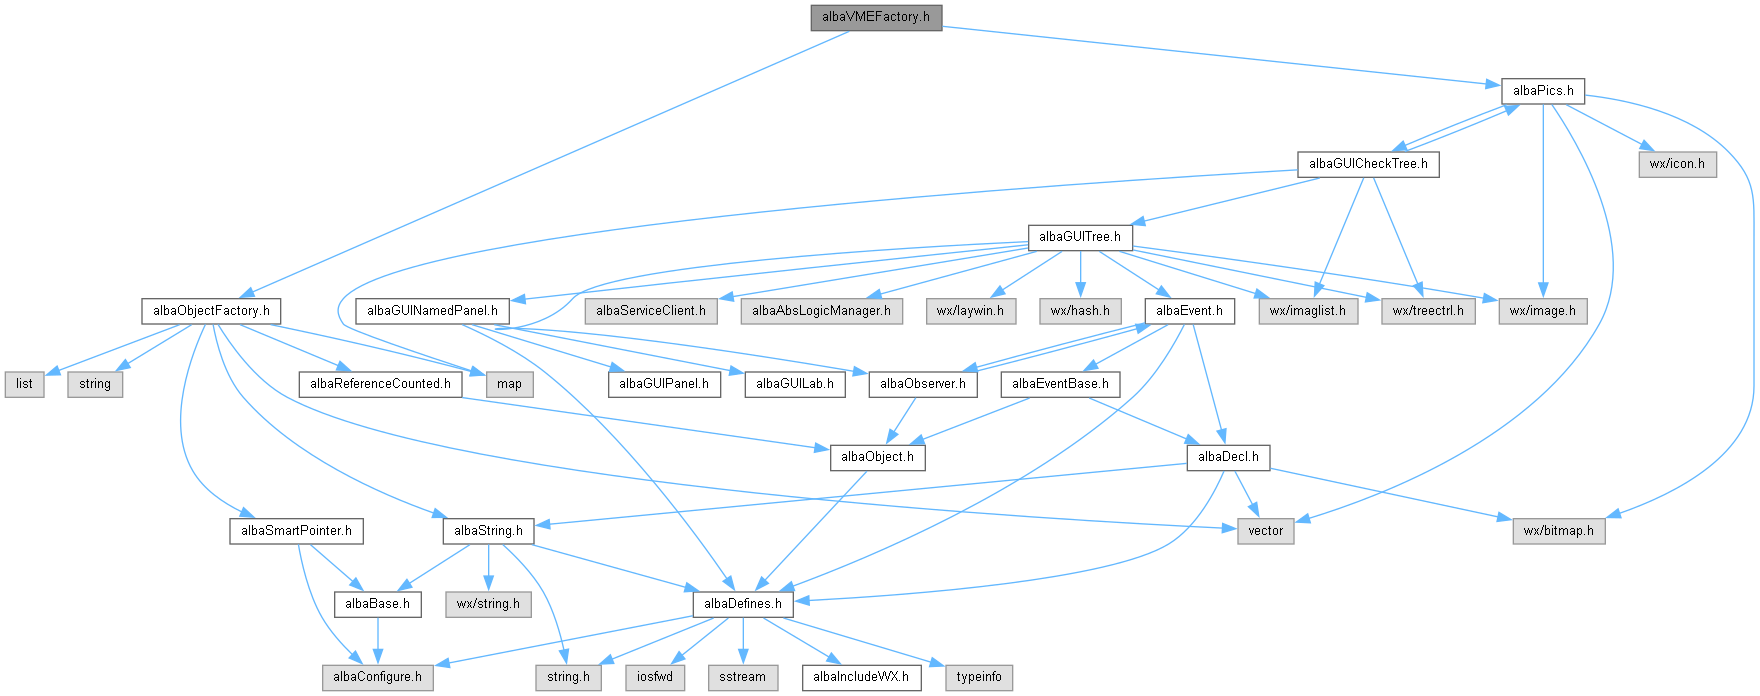 albaVMEFactory.h
albaPics.h
albaGUICheckTree.h
wx/icon.h
albaGUITree.h
albaObjectFactory.h
albaGUINamedPanel.h
albaServiceClient.h
albaAbsLogicManager.h
wx/laywin.h
wx/hash.h
albaEvent.h
wx/imaglist.h
wx/treectrl.h
wx/image.h
list
string
albaReferenceCounted.h
map
albaGUIPanel.h
albaGUILab.h
albaObserver.h
albaEventBase.h
albaObject.h
albaDecl.h
albaSmartPointer.h
albaString.h
vector
wx/bitmap.h
albaBase.h
wx/string.h
albaDefines.h
albaConfigure.h
string.h
iosfwd
sstream
albaIncludeWX.h
typeinfo